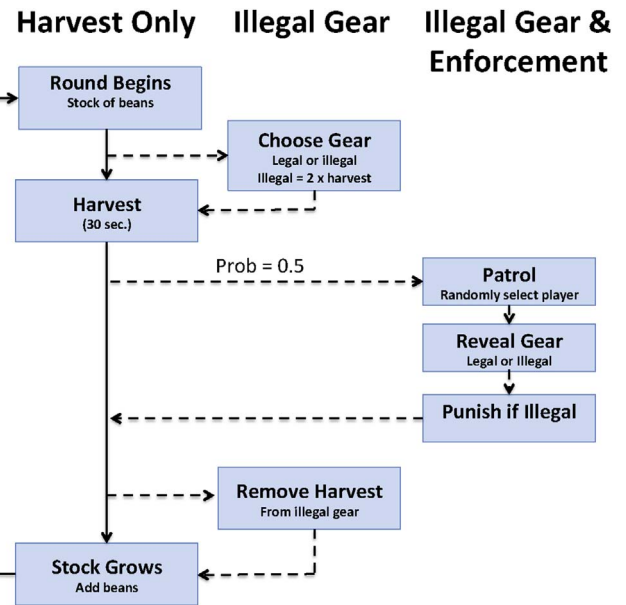 Harvest Only
Illegal Gear
Illegal Gear &
Enforcement
Round Begins
Stock of beans
Choose Gear
Legal or illegal
Illegal = 2 x harvest
Harvest
(30 sec.)
Prob = 0.5
Patrol
Randomly select player
Reveal Gear
Legal or Illegal
Punish if Illegal
Remove Harvest
From illegal gear
Stock Grows
Add beans